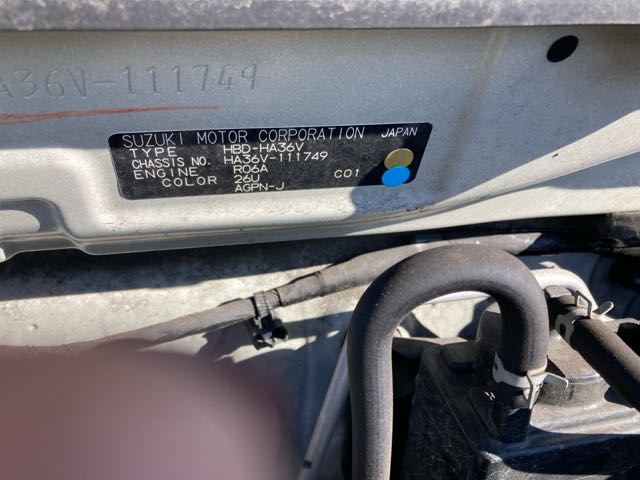 A36V-111749
SUZUKI MOTOR CORPORATION JAPAN
TYPE HBD-HA36V
CHASSIS NO. HA36V-111749
ENGINE R06A
COLOR 26U C01
AGPN-J